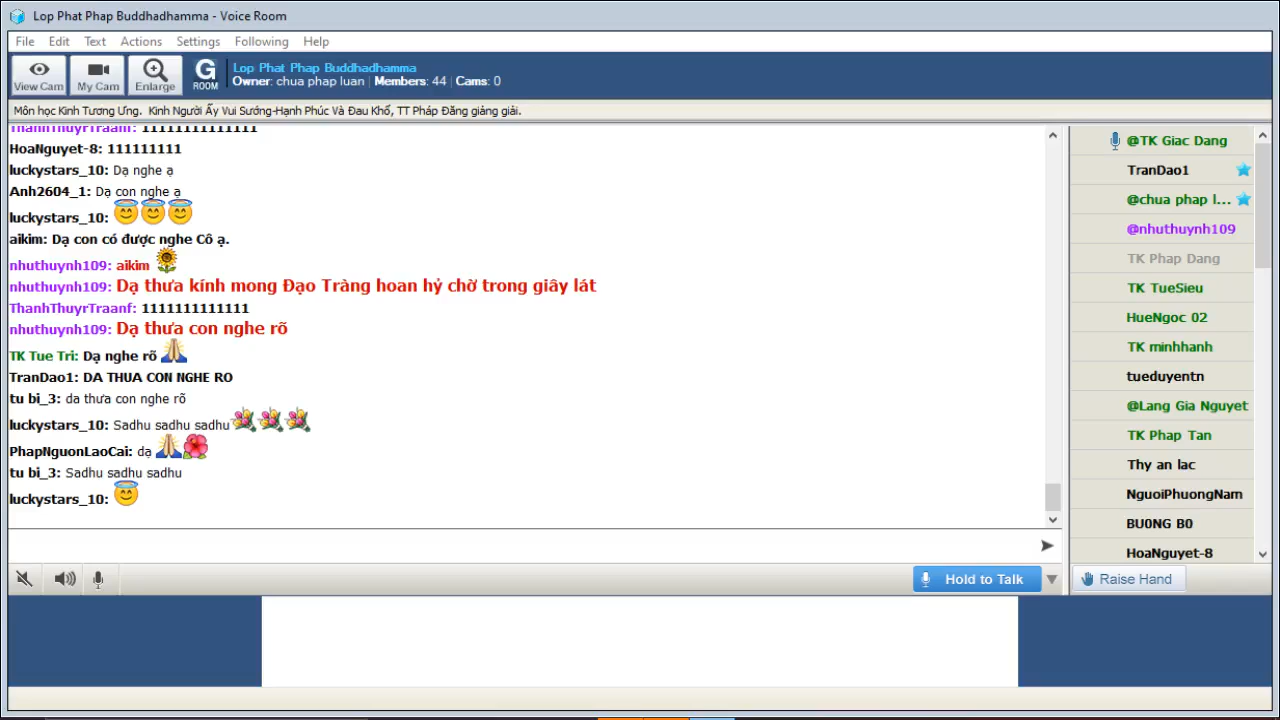 Lop Phat Phap Buddhadhamma - Voice Room
File Edit Text Actions Settings Following Help
View Cam My Cam Enlarge G ROOM
Lop Phat Phap Buddhadhamma
Owner: chua phap luan | Members: 44 | Cams: 0
Môn học Kinh Tương Ưng. Kinh Người Ấy Vui Sướng-Hạnh Phúc Và Đau Khổ, TT Pháp Đăng giảng giải.
ThanhThuyrTraanf: 1111111111111
HoaNguyet-8: 111111111
luckystars_10: Dạ nghe ạ
Anh2604_1: Dạ con nghe ạ
luckystars_10:
aikim: Dạ con có được nghe Cô ạ.
nhuthuynh109: aikim
nhuthuynh109: Dạ thưa kính mong Đạo Tràng hoan hỷ chờ trong giây lát
ThanhThuyrTraanf: 1111111111111
nhuthuynh109: Dạ thưa con nghe rõ
TK Tue Tri: Dạ nghe rõ
TranDao1: DA THUA CON NGHE RO
tu bi_3: da thưa con nghe rõ
luckystars_10: Sadhu sadhu sadhu
PhapNguonLaoCai: dạ
tu bi_3: Sadhu sadhu sadhu
luckystars_10:
Hold to Talk
@TK Giac Dang
TranDao1
@chua phap l...
@nhuthuynh109
TK Phap Dang
TK TueSieu
HueNgoc 02
TK minhhanh
tueduyentn
@Lang Gia Nguyet
TK Phap Tan
Thy an lac
NguoiPhuongNam
BU0NG B0
HoaNguyet-8
Raise Hand